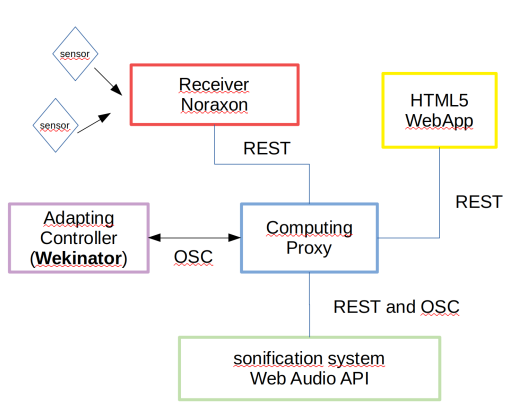 sensor
sensor
Receiver
Noraxon
HTML5
WebApp
REST
REST
Adapting
Controller
(Wekinator)
OSC
Computing
Proxy
REST and OSC
sonification system
Web Audio API